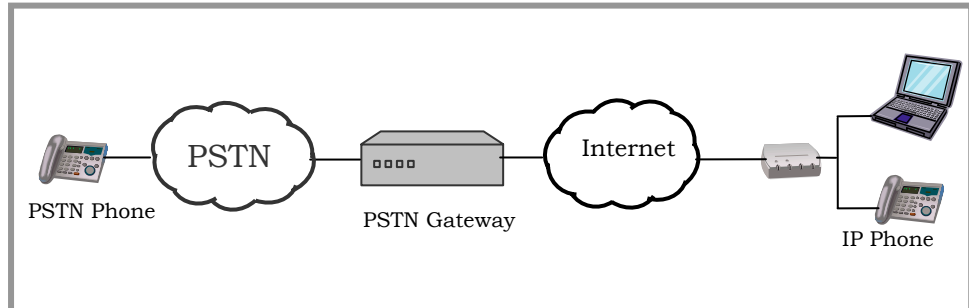 PSTN
Internet
PSTN Phone
PSTN Gateway
IP Phone